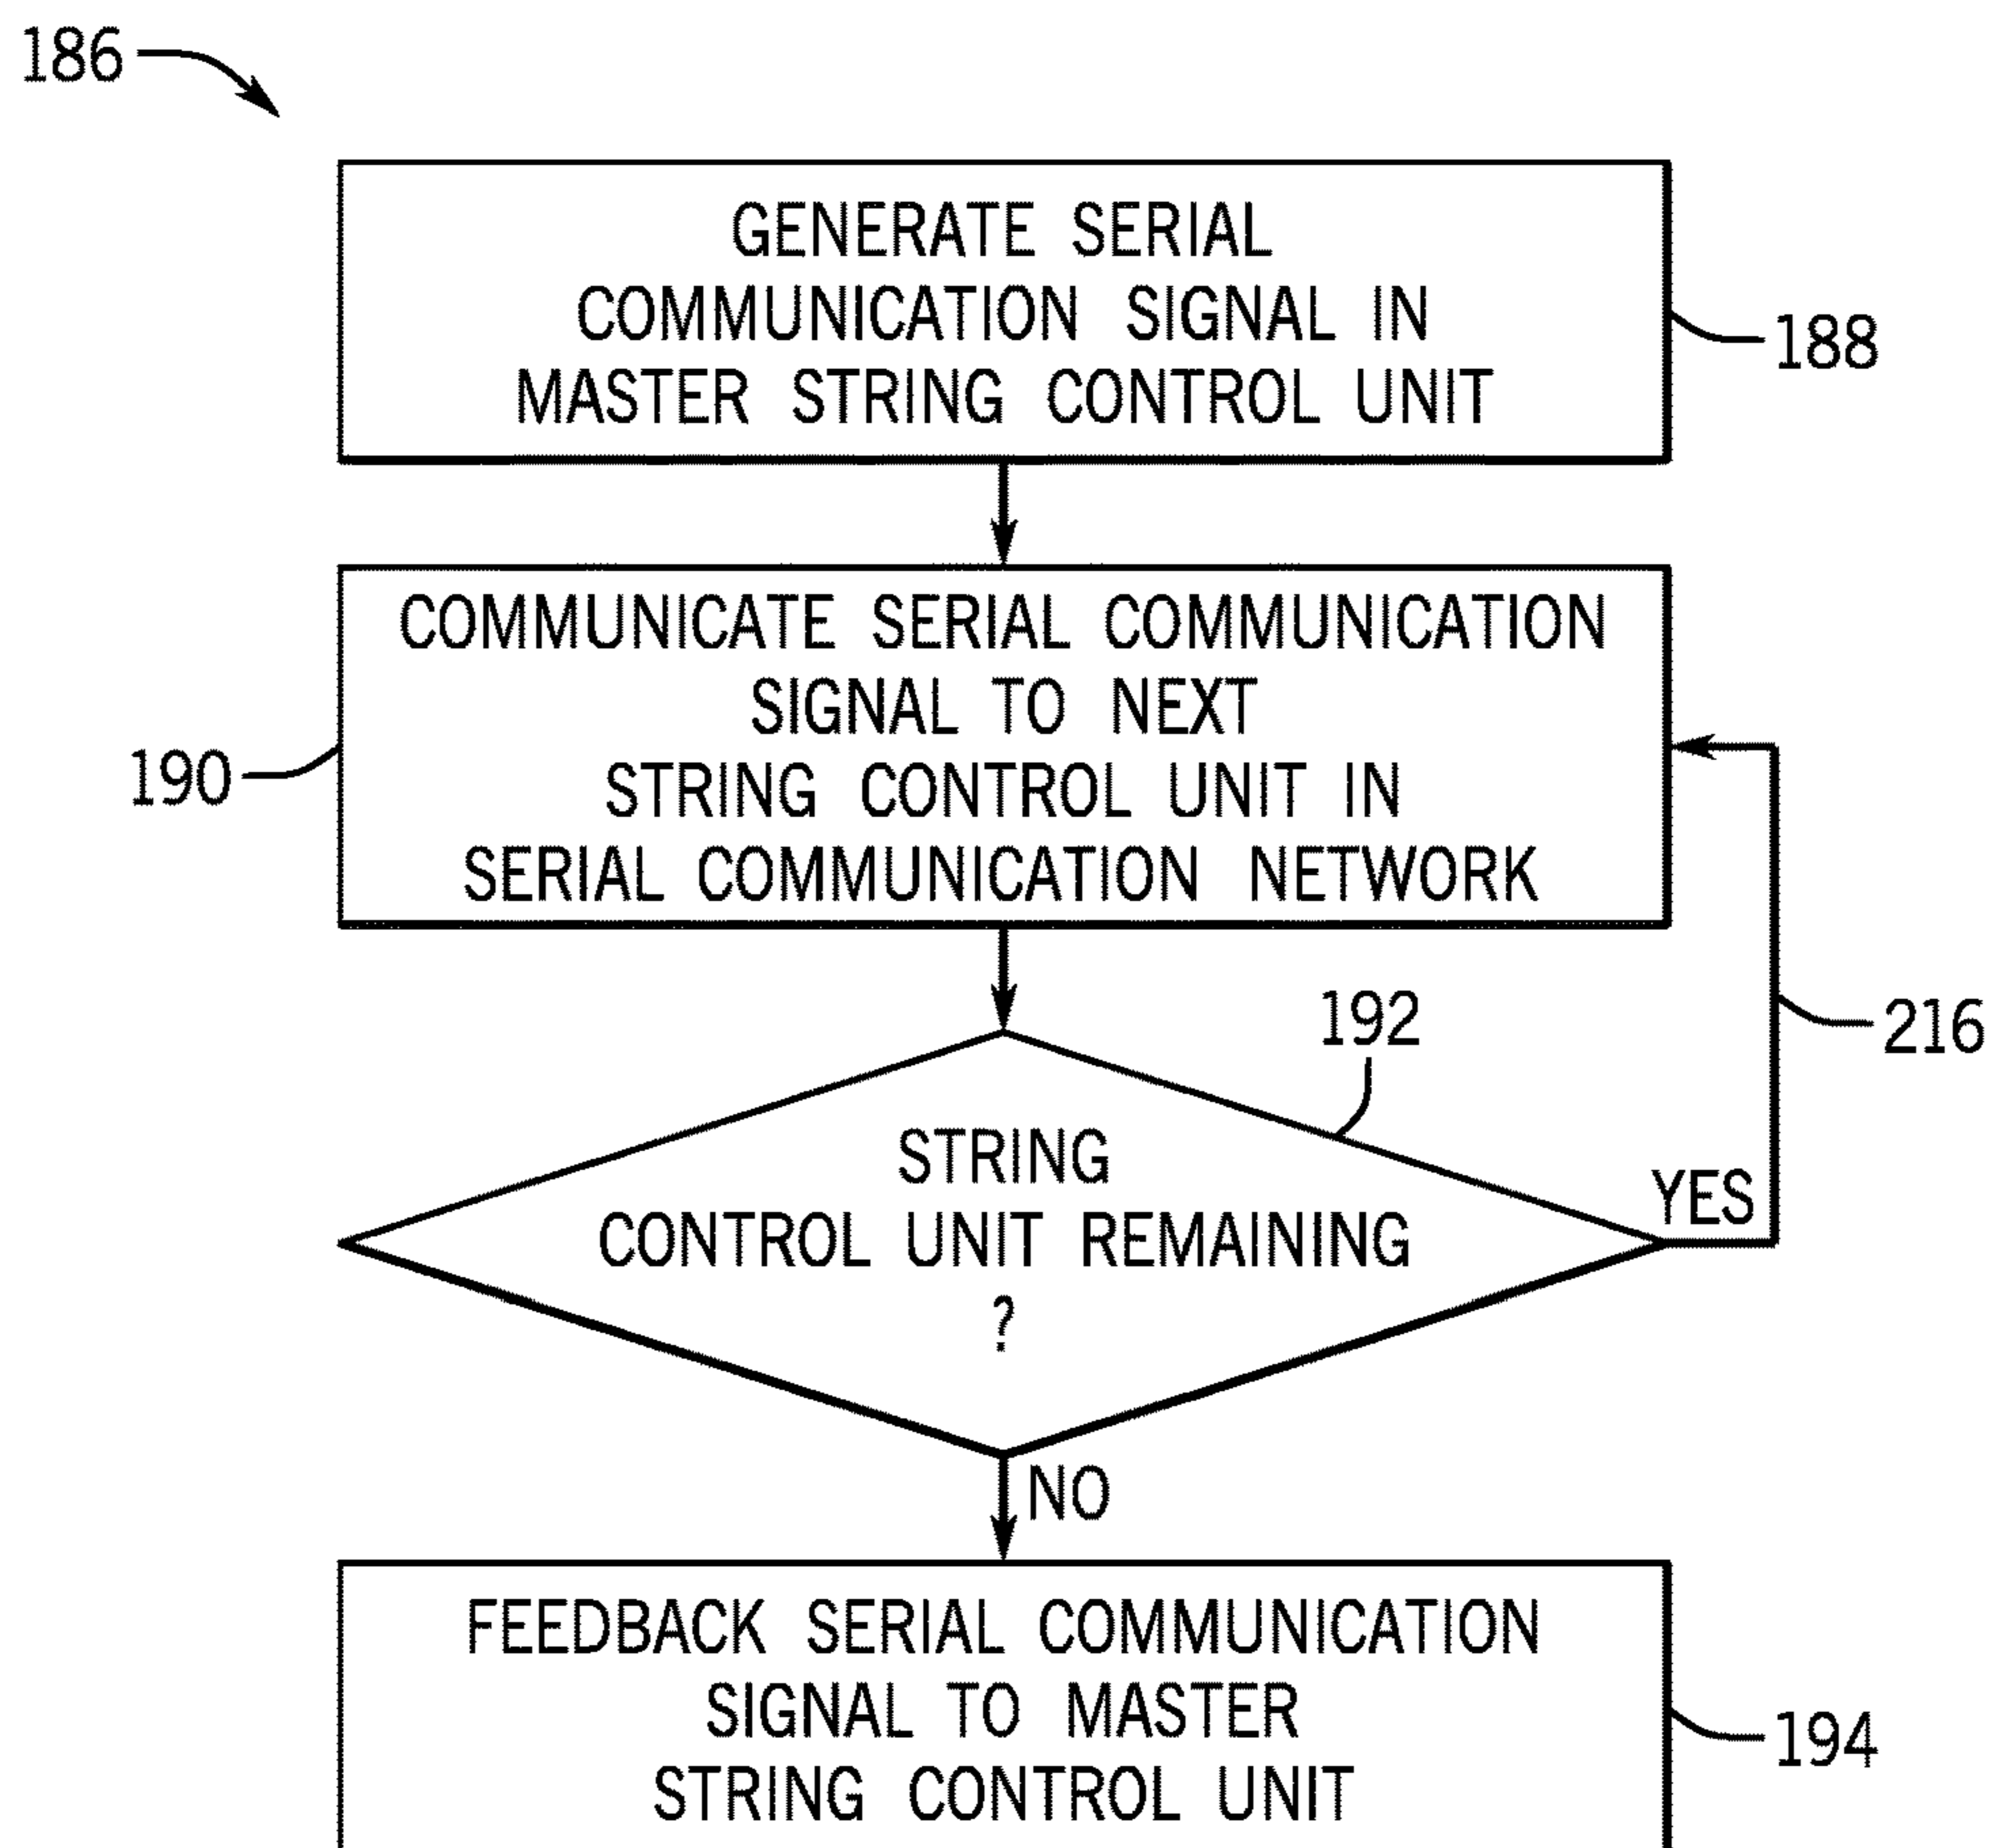 186
GENERATE SERIAL
COMMUNICATION SIGNAL IN
MASTER STRING CONTROL UNIT
188
COMMUNICATE SERIAL COMMUNICATION
SIGNAL TO NEXT
STRING CONTROL UNIT IN
SERIAL COMMUNICATION NETWORK
190
216
192
STRING
CONTROL UNIT REMAINING
?
YES
NO
FEEDBACK SERIAL COMMUNICATION
SIGNAL TO MASTER
STRING CONTROL UNIT
194